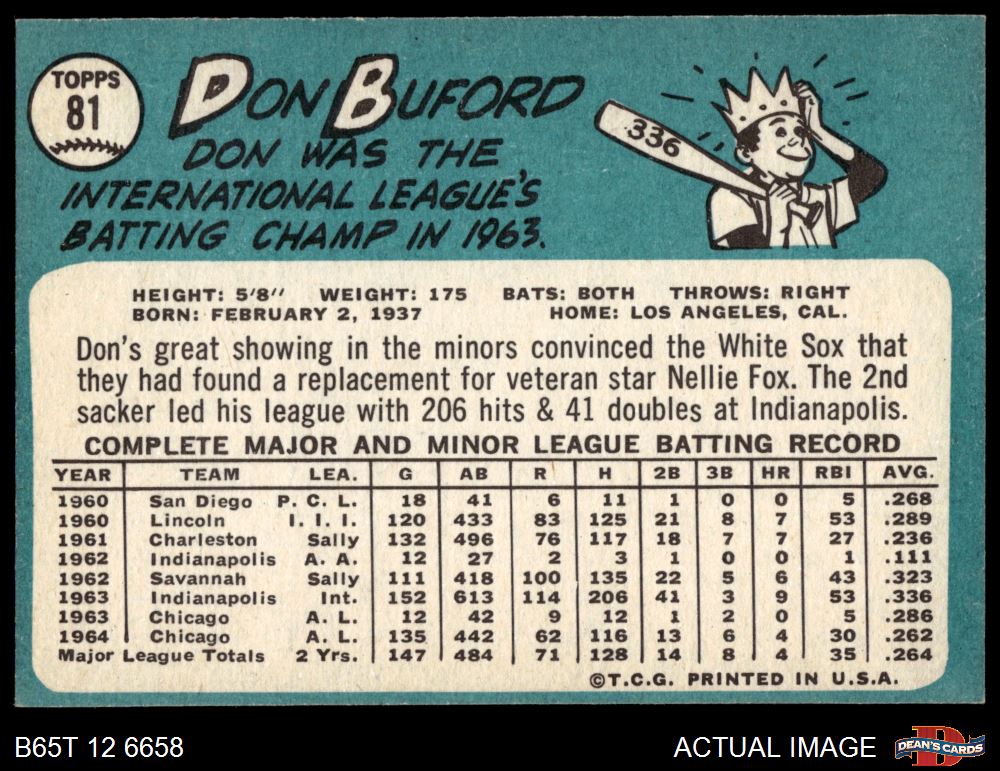 TOPPS
81
DON BUFORD
DON WAS THE
INTERNATIONAL LEAGUE'S
BATTING CHAMP IN 1963.
336
HEIGHT: 5'8" WEIGHT: 175 BATS: BOTH THROWS: RIGHT
BORN: FEBRUARY 2, 1937 HOME: LOS ANGELES, CAL.
Don's great showing in the minors convinced the White Sox that
they had found a replacement for veteran star Nellie Fox. The 2nd
sacker led his league with 206 hits & 41 doubles at Indianapolis.
COMPLETE MAJOR AND MINOR LEAGUE BATTING RECORD
YEAR TEAM LEA. G AB R H 2B 3B HR RBI AVG.
1960 San Diego P. C. L. 18 41 6 11 1 0 0 5 .268
1960 Lincoln I. I. I. 120 433 83 125 21 8 7 53 .289
1961 Charleston Sally 132 496 76 117 18 7 7 27 .236
1962 Indianapolis A. A. 12 27 2 3 1 0 0 1 .111
1962 Savannah Sally 111 418 100 135 22 5 6 43 .323
1963 Indianapolis Int. 152 613 114 206 41 3 9 53 .336
1963 Chicago A. L. 12 42 9 12 1 2 0 5 .286
1964 Chicago A. L. 135 442 62 116 13 6 4 30 .262
Major League Totals 2 Yrs. 147 484 71 128 14 8 4 35 .264
©T.C.G. PRINTED IN U.S.A.
B65T 12 6658 ACTUAL IMAGE DEAN'S CARDS